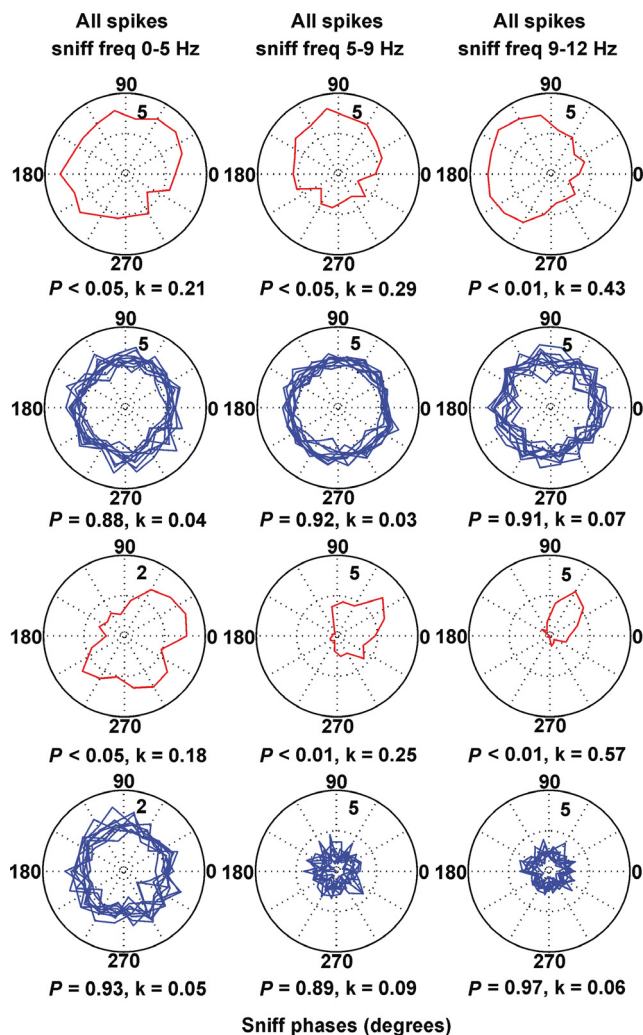 All spikes All spikes All spikes
sniff freq 0-5 Hz sniff freq 5-9 Hz sniff freq 9-12 Hz
90 90 90
5 5 5
180 0 180 0 180 0
270 270 270
P < 0.05, k = 0.21 P < 0.05, k = 0.29 P < 0.01, k = 0.43
90 90 90
5 5 5
180 0 180 0 180 0
270 270 270
P = 0.88, k = 0.04 P = 0.92, k = 0.03 P = 0.91, k = 0.07
90 90 90
2 5 5
180 0 180 0 180 0
270 270 270
P < 0.05, k = 0.18 P < 0.01, k = 0.25 P < 0.01, k = 0.57
90 90 90
2 5 5
180 0 180 0 180 0
270 270 270
P = 0.93, k = 0.05 P = 0.89, k = 0.09 P = 0.97, k = 0.06
Sniff phases (degrees)